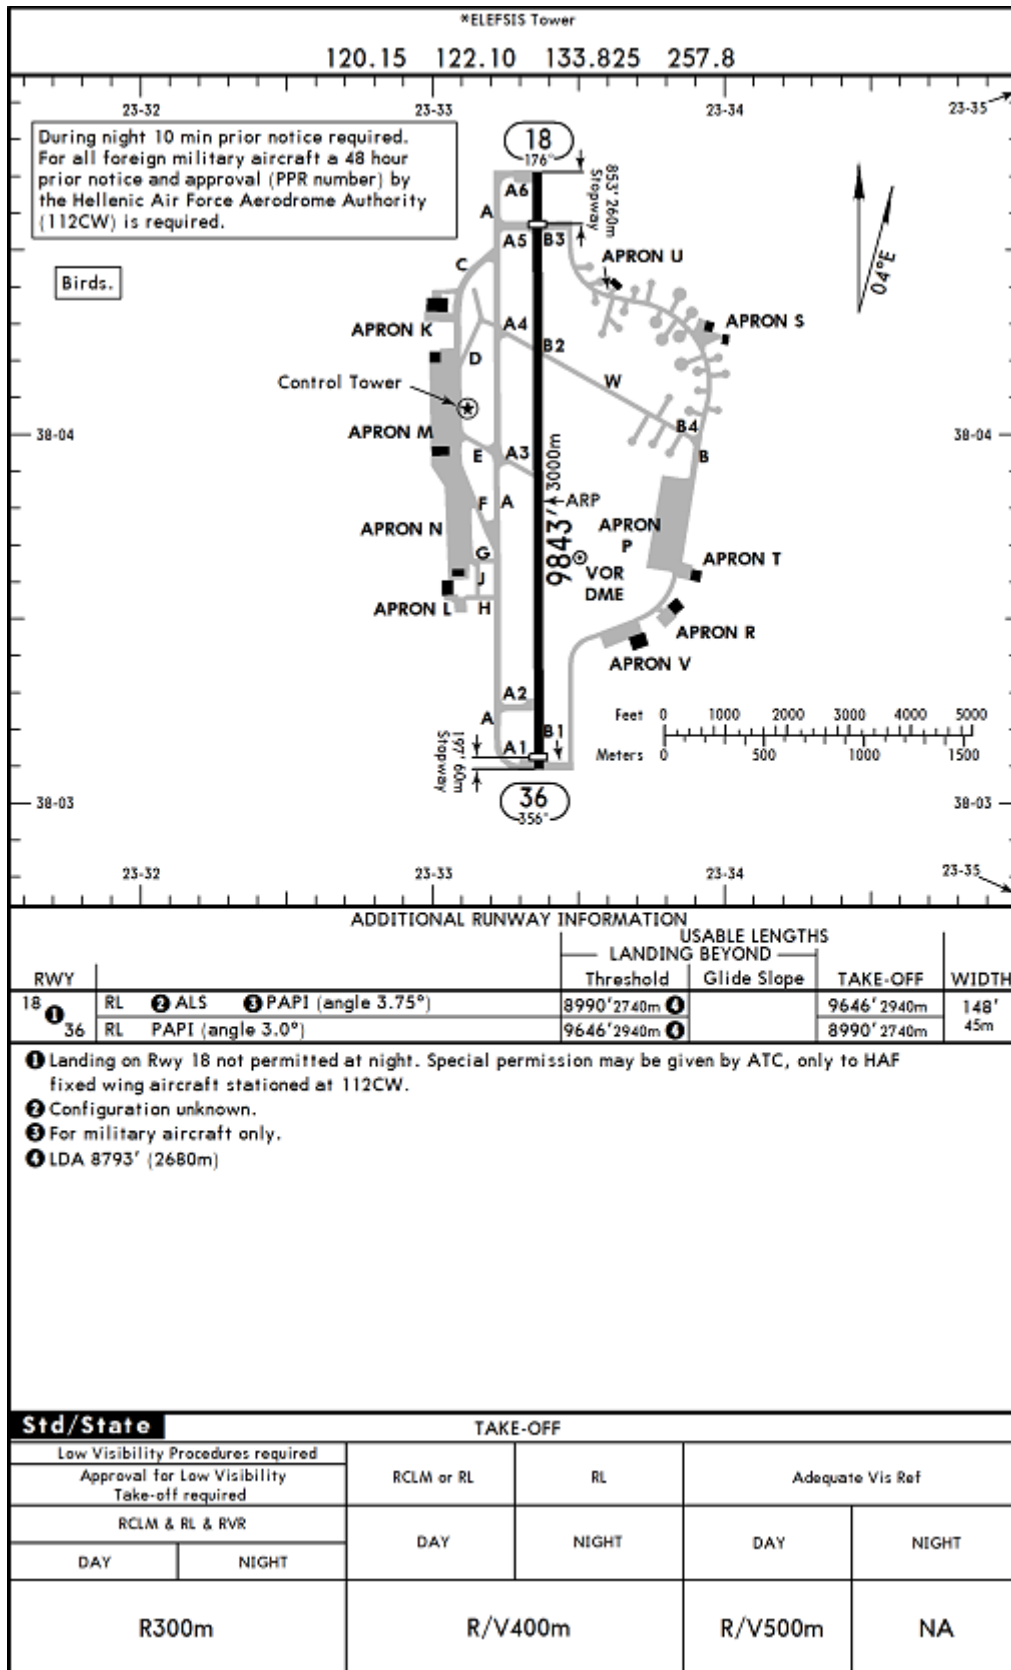 *ELEFSIS Tower
120.15 122.10 133.825 257.8
23-32 23-33 23-34 23-35
During night 10 min prior notice required.
For all foreign military aircraft a 48 hour
prior notice and approval (PPR number) by
the Hellenic Air Force Aerodrome Authority
(112CW) is required.
Birds.
18
176°
853' 260m
Stopway
04°E
A6
A
A5
B3
C
APRON U
APRON K
A4
B2
APRON S
D
Control Tower
W
38-04
APRON M
B4
38-04
E
A3
B
3000m
9843'
ARP
F
A
APRON N
APRON
P
G
VOR
DME
APRON T
J
APRON L
H
APRON R
APRON V
A2
A
B1
A1
197' 60m
Stopway
Feet 0 1000 2000 3000 4000 5000
Meters 0 500 1000 1500
36
356°
38-03
38-03
23-32 23-33 23-34 23-35
ADDITIONAL RUNWAY INFORMATION
USABLE LENGTHS
LANDING BEYOND
RWY Threshold Glide Slope TAKE-OFF WIDTH
18 ❶ RL ❷ ALS ❸ PAPI (angle 3.75°) 8990' 2740m ❹ 9646' 2940m 148'
36 RL PAPI (angle 3.0°) 9646' 2940m ❹ 8990' 2740m 45m
❶ Landing on Rwy 18 not permitted at night. Special permission may be given by ATC, only to HAF
fixed wing aircraft stationed at 112CW.
❷ Configuration unknown.
❸ For military aircraft only.
❹ LDA 8793' (2680m)
Std/State TAKE-OFF
Low Visibility Procedures required
Approval for Low Visibility
Take-off required
RCLM or RL RL Adequate Vis Ref
RCLM & RL & RVR
DAY NIGHT DAY NIGHT
DAY NIGHT
R300m R/V400m R/V500m NA